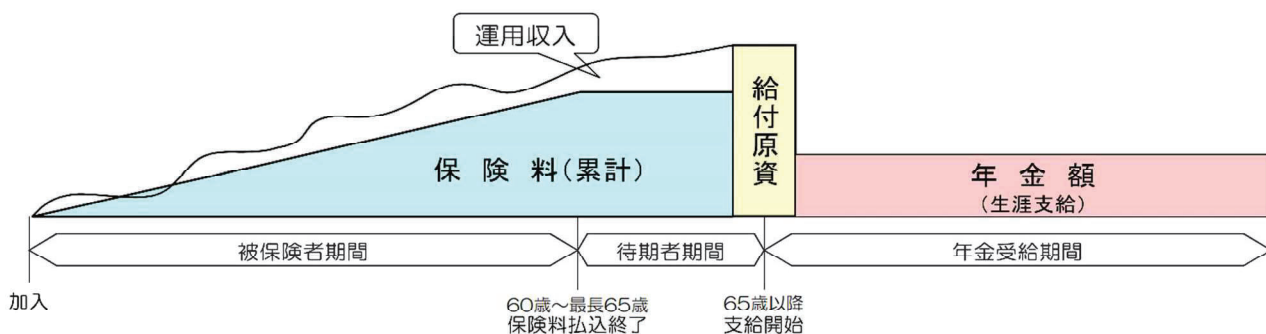 運用収入
給付原資
保険料(累計)
年金額
(生涯支給)
被保険者期間
待期者期間
年金受給期間
加入
60歳～最長65歳
保険料払込終了
65歳以降
支給開始